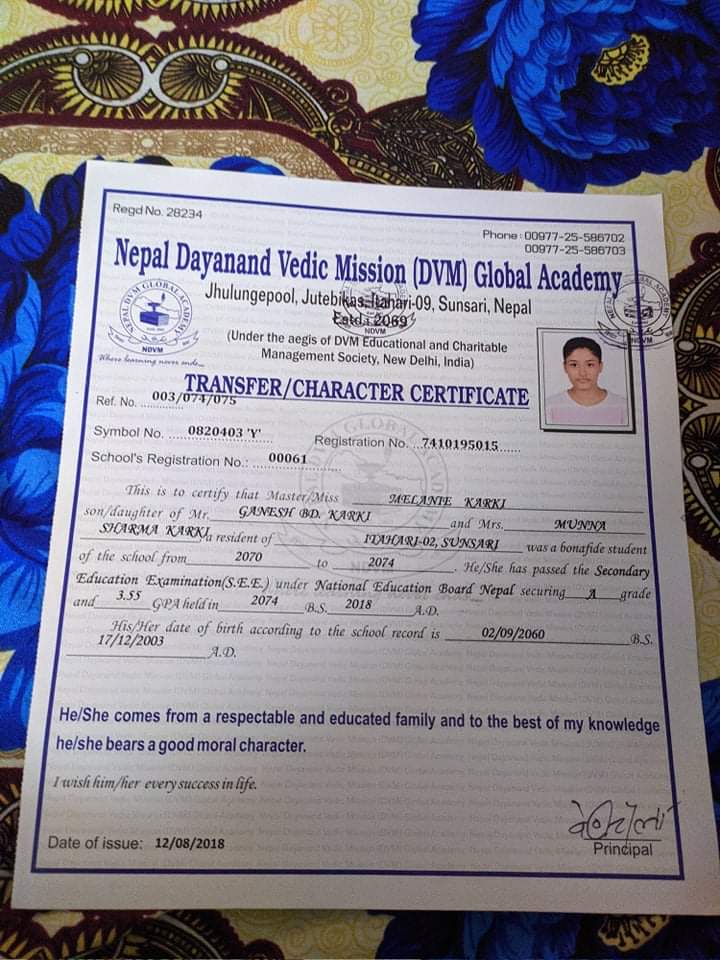 Regd No. 28234
Phone : 00977-25-586702
00977-25-586703
Nepal Dayanand Vedic Mission (DVM) Global Academy
Jhulungepool, Jutebikas, Itahari-09, Sunsari, Nepal
Estd.: 2069
(Under the aegis of DVM Educational and Charitable
Management Society, New Delhi, India)
NEPAL DVM GLOBAL ACADEMY
NDVM
Where learning never ends...
NDVM
NDVM
TRANSFER/CHARACTER CERTIFICATE
Ref. No. 003/074/075
Symbol No. 0820403 'Y'
Registration No. 7410195015
School's Registration No.: 00061
This is to certify that Master/Miss MELANIE KARKI
son/daughter of Mr. GANESH BD. KARKI and Mrs. MUNNA
SHARMA KARKI a resident of ITAHARI-02, SUNSARI was a bonafide student
of the school from 2070 to 2074. He/She has passed the Secondary
Education Examination(S.E.E.) under National Education Board Nepal securing A grade
and 3.55 GPA held in 2074 B.S. 2018 A.D.
His/Her date of birth according to the school record is 02/09/2060 B.S.
17/12/2003 A.D.
He/She comes from a respectable and educated family and to the best of my knowledge
he/she bears a good moral character.
I wish him/her every success in life.
Date of issue: 12/08/2018
Principal